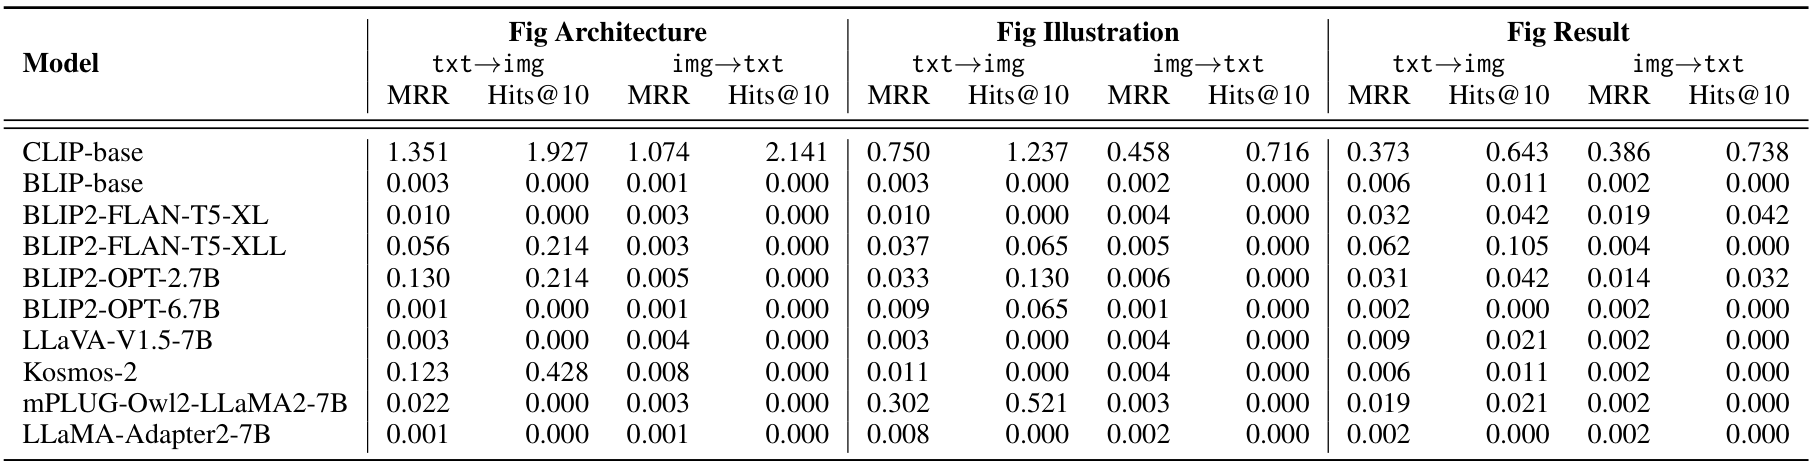 Fig Architecture Fig Illustration Fig Result
Model txt→img img→txt txt→img img→txt txt→img img→txt
MRR Hits@10 MRR Hits@10 MRR Hits@10 MRR Hits@10 MRR Hits@10 MRR Hits@10
CLIP-base 1.351 1.927 1.074 2.141 0.750 1.237 0.458 0.716 0.373 0.643 0.386 0.738
BLIP-base 0.003 0.000 0.001 0.000 0.003 0.000 0.002 0.000 0.006 0.011 0.002 0.000
BLIP2-FLAN-T5-XL 0.010 0.000 0.003 0.000 0.010 0.000 0.004 0.000 0.032 0.042 0.019 0.042
BLIP2-FLAN-T5-XLL 0.056 0.214 0.003 0.000 0.037 0.065 0.005 0.000 0.062 0.105 0.004 0.000
BLIP2-OPT-2.7B 0.130 0.214 0.005 0.000 0.033 0.130 0.006 0.000 0.031 0.042 0.014 0.032
BLIP2-OPT-6.7B 0.001 0.000 0.001 0.000 0.009 0.065 0.001 0.000 0.002 0.000 0.002 0.000
LLaVA-V1.5-7B 0.003 0.000 0.004 0.000 0.003 0.000 0.004 0.000 0.009 0.021 0.002 0.000
Kosmos-2 0.123 0.428 0.008 0.000 0.011 0.000 0.004 0.000 0.006 0.011 0.002 0.000
mPLUG-Owl2-LLaMA2-7B 0.022 0.000 0.003 0.000 0.302 0.521 0.003 0.000 0.019 0.021 0.002 0.000
LLaMA-Adapter2-7B 0.001 0.000 0.001 0.000 0.008 0.000 0.002 0.000 0.002 0.000 0.002 0.000